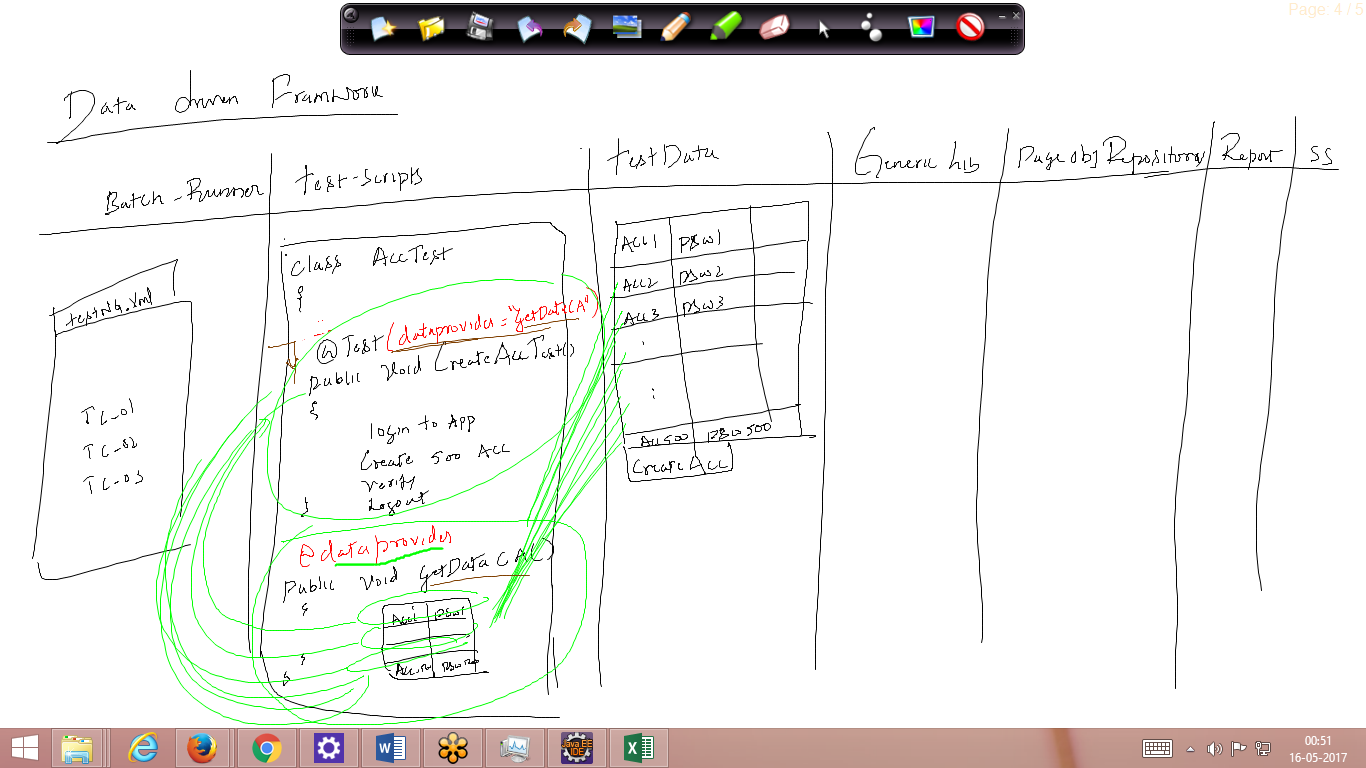 Page: 4 / 5
Data driven Framwork
Batch - Runner
Test-Scripts
Test Data
Generic Lib
Page obj Repository
Report
SS
testNG.xml
TC-01
TC-02
TC-03
class AccTest
{
@Test (dataprovider = "getData(A")
public void CreateAccTest()
{
login to App
Create 500 Acc
verify
Logout
}
@dataprovider
Public Void getData(A()
{
Acc1 PSW1
}
}
ACC1 PSW1
ACC2 PSW2
ACC3 PSW3
Acc500 PSW500
CreateAcc
00:51
16-05-2017